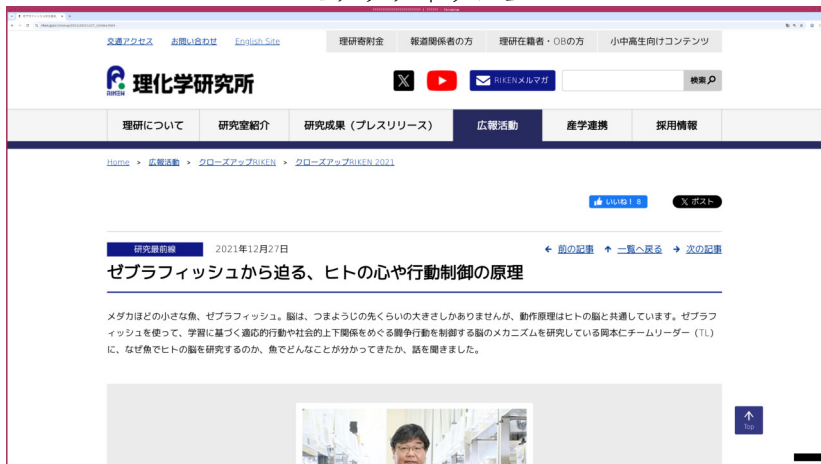 交通アクセス お問い合わせ English Site 理研寄附金 報道関係者の方 理研在籍者・OBの方 小中高生向けコンテンツ
RIKEN 理化学研究所 X RIKENメルマガ 検索
理研について 研究室紹介 研究成果（プレスリリース） 広報活動 産学連携 採用情報
Home > 広報活動 > クローズアップRIKEN > クローズアップRIKEN 2021
いいね！ 8 X ポスト
研究最前線 2021年12月27日 前の記事 一覧へ戻る 次の記事
ゼブラフィッシュから迫る、ヒトの心や行動制御の原理
メダカほどの小さな魚、ゼブラフィッシュ。脳は、つまようじの先くらいの大きさしかありませんが、動作原理はヒトの脳と共通しています。ゼブラフ
ィッシュを使って、学習に基づく適応的行動や社会的上下関係をめぐる闘争行動を制御する脳のメカニズムを研究している岡本仁チームリーダー（TL）
に、なぜ魚でヒトの脳を研究するのか、魚でどんなことが分かってきたか、話を聞きました。
Top